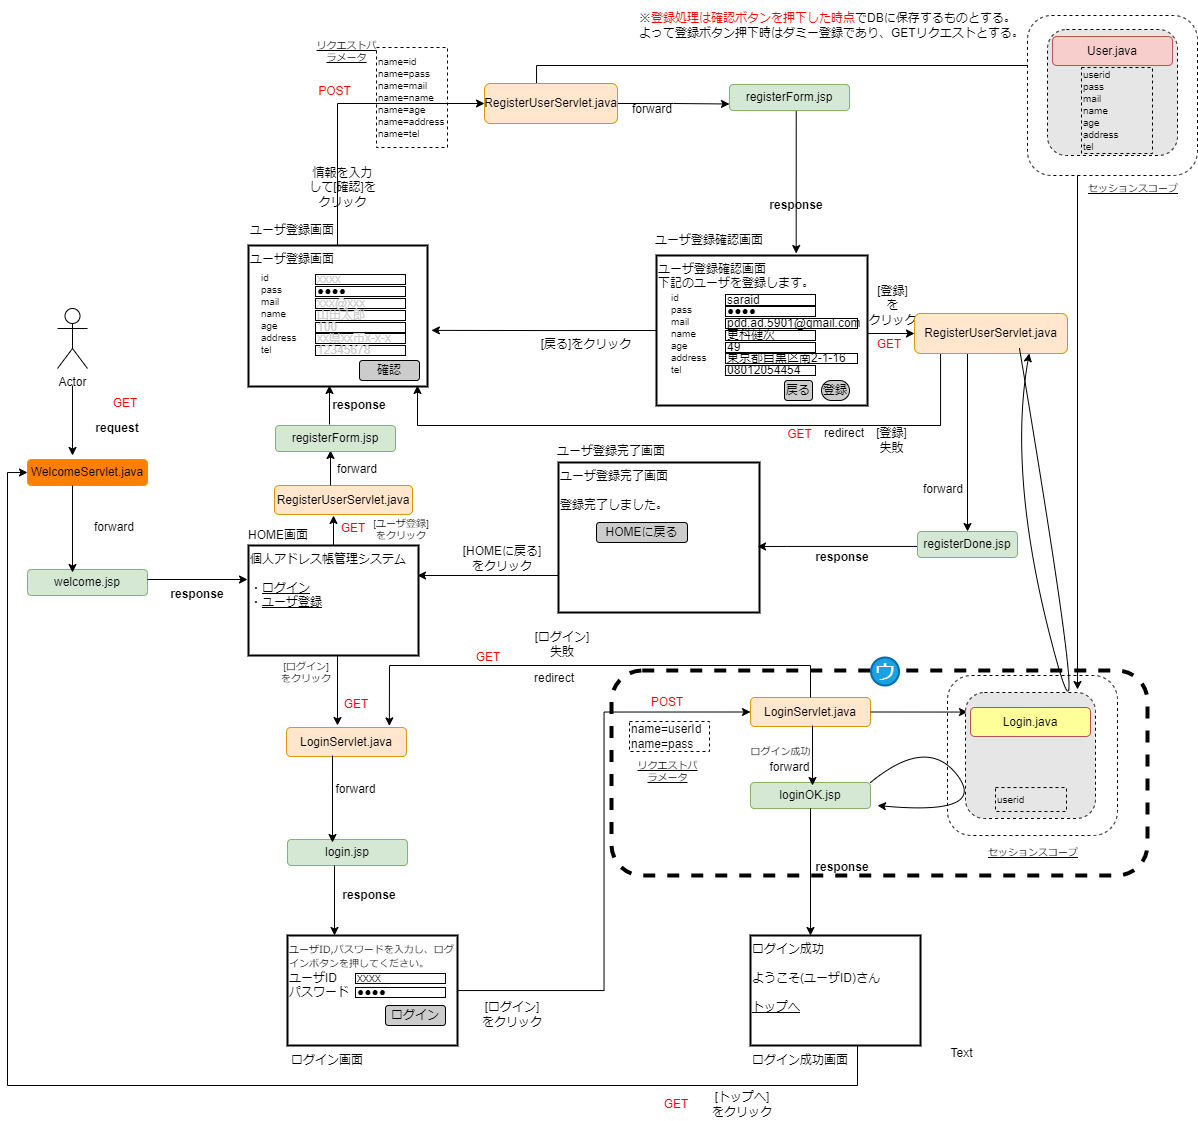 ※登録処理は確認ボタンを押下した時点でDBに保存するものとする。
よって登録ボタン押下時はダミー登録であり、GETリクエストとする。
リクエストパ
ラメータ
name=id
name=pass
name=mail
name=name
name=age
name=address
name=tel
POST
RegisterUserServlet.java
forward
registerForm.jsp
User.java
userid
pass
mail
name
age
address
tel
セッションスコープ
情報を入力
して[確認]を
クリック
response
ユーザ登録画面
ユーザ登録画面
id
xxxx
pass
●●●●
mail
xxx@xxx
name
山田太郎
age
100
address
xx県xx市x-x-x
tel
12345678
確認
ユーザ登録確認画面
ユーザ登録確認画面
下記のユーザを登録します。
id
saraid
pass
●●●●
mail
pdd.ad.5901@gmail.com
name
更科健次
age
49
address
東京都目黒区南2-1-16
tel
08012054454
戻る
登録
[戻る]をクリック
[登録]
を
クリック
GET
RegisterUserServlet.java
Actor
GET
request
response
registerForm.jsp
forward
RegisterUserServlet.java
GET
[ユーザ登録]
をクリック
GET
redirect
[登録]
失敗
WelcomeServlet.java
forward
welcome.jsp
response
HOME画面
個人アドレス帳管理システム
・ログイン
・ユーザ登録
ユーザ登録完了画面
ユーザ登録完了画面
登録完了しました。
HOMEに戻る
[HOMEに戻る]
をクリック
forward
registerDone.jsp
response
[ログイン]
をクリック
GET
LoginServlet.java
forward
login.jsp
response
[ログイン]
失敗
GET
redirect
ウ
POST
name=userId
name=pass
リクエストパ
ラメータ
LoginServlet.java
ログイン成功
forward
loginOK.jsp
response
Login.java
userid
セッションスコープ
ユーザID,パスワードを入力し、ログ
インボタンを押してください。
ユーザID
xxxx
パスワード
●●●●
ログイン
ログイン画面
[ログイン]
をクリック
ログイン成功
ようこそ(ユーザID)さん
トップへ
ログイン成功画面
Text
GET
[トップへ]
をクリック